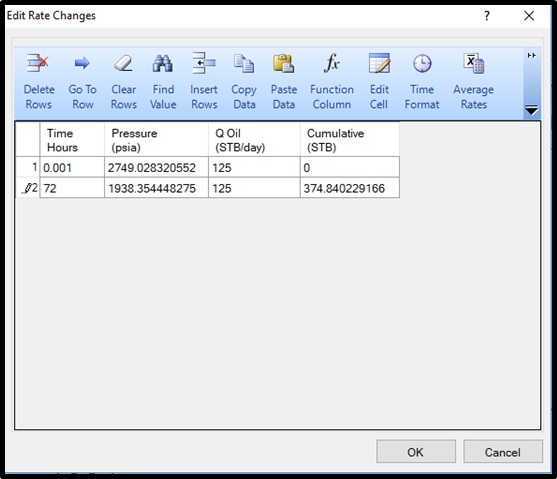 Edit Rate Changes
? ×
Delete Rows
Go To Row
Clear Rows
Find Value
Insert Rows
Copy Data
Paste Data
fx
Function Column
Edit Cell
Time Format
X
Average Rates
Time Hours
Pressure (psia)
Q Oil (STB/day)
Cumulative (STB)
1 0.001 2749.028320552 125 0
2 72 1938.354448275 125 374.840229166
OK Cancel